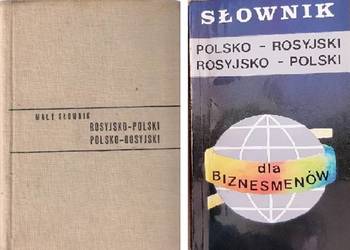 MAŁY SŁOWNIK
ROSYJSKO-POLSKI
POLSKO-ROSYJSKI
SŁOWNIK
POLSKO - ROSYJSKI
ROSYJSKO - POLSKI
dla
BIZNESMENÓW